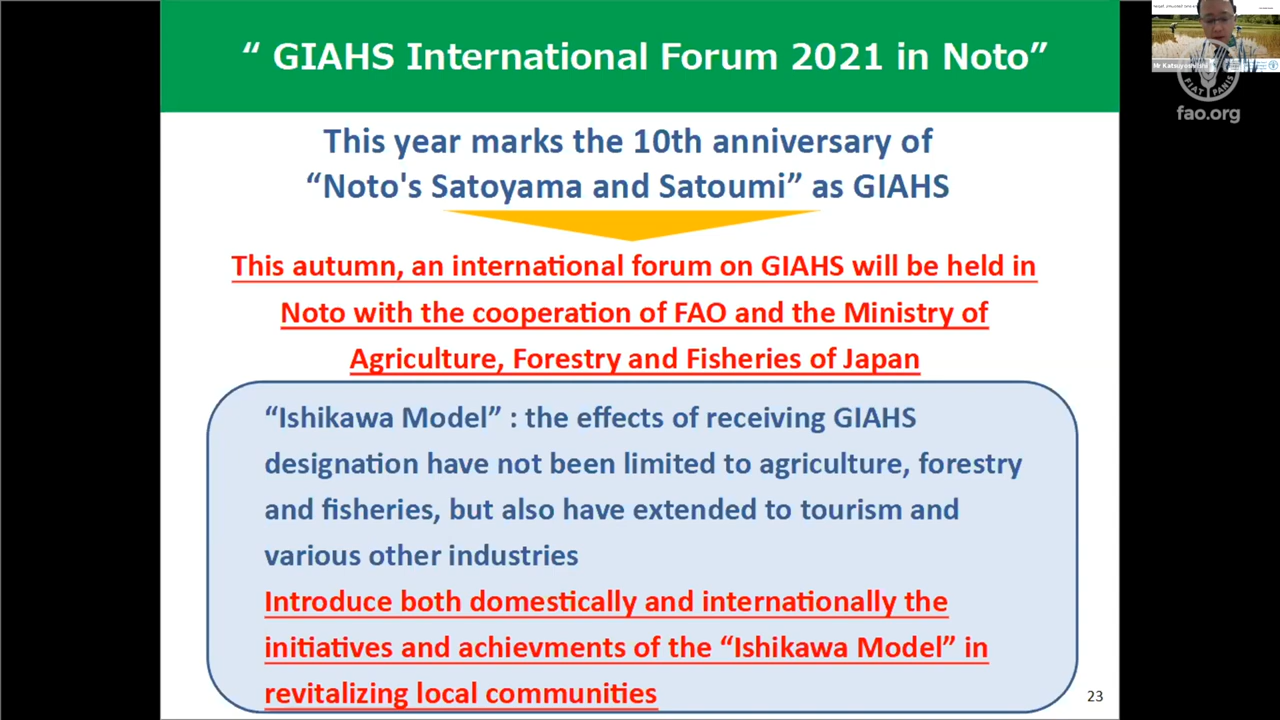 “ GIAHS International Forum 2021 in Noto”
This year marks the 10th anniversary of
“Noto's Satoyama and Satoumi” as GIAHS
This autumn, an international forum on GIAHS will be held in
Noto with the cooperation of FAO and the Ministry of
Agriculture, Forestry and Fisheries of Japan
“Ishikawa Model” : the effects of receiving GIAHS
designation have not been limited to agriculture, forestry
and fisheries, but also have extended to tourism and
various other industries
Introduce both domestically and internationally the
initiatives and achievments of the “Ishikawa Model” in
revitalizing local communities
23
Mr
FIAT PANIS
fao.org